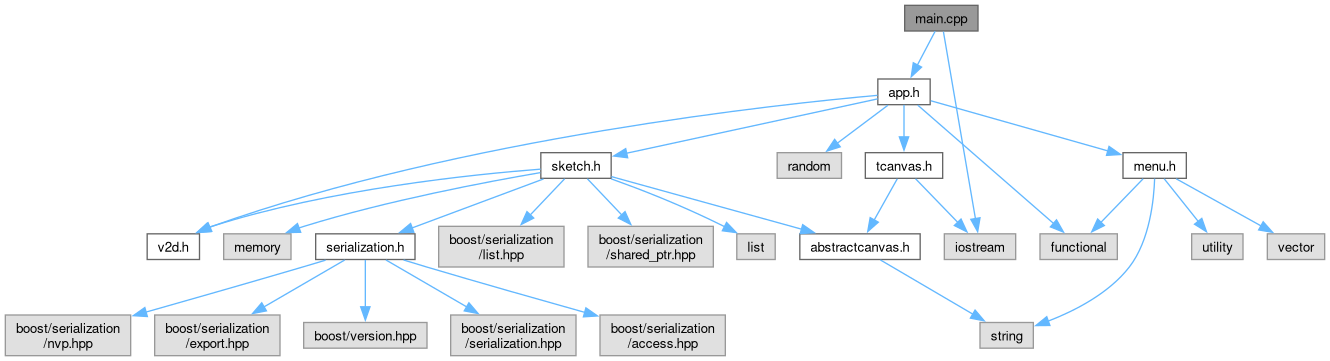 main.cpp
app.h
sketch.h
random
tcanvas.h
menu.h
v2d.h
memory
serialization.h
boost/serialization
/list.hpp
boost/serialization
/shared_ptr.hpp
list
abstractcanvas.h
iostream
functional
utility
vector
boost/serialization
/nvp.hpp
boost/serialization
/export.hpp
boost/version.hpp
boost/serialization
/serialization.hpp
boost/serialization
/access.hpp
string